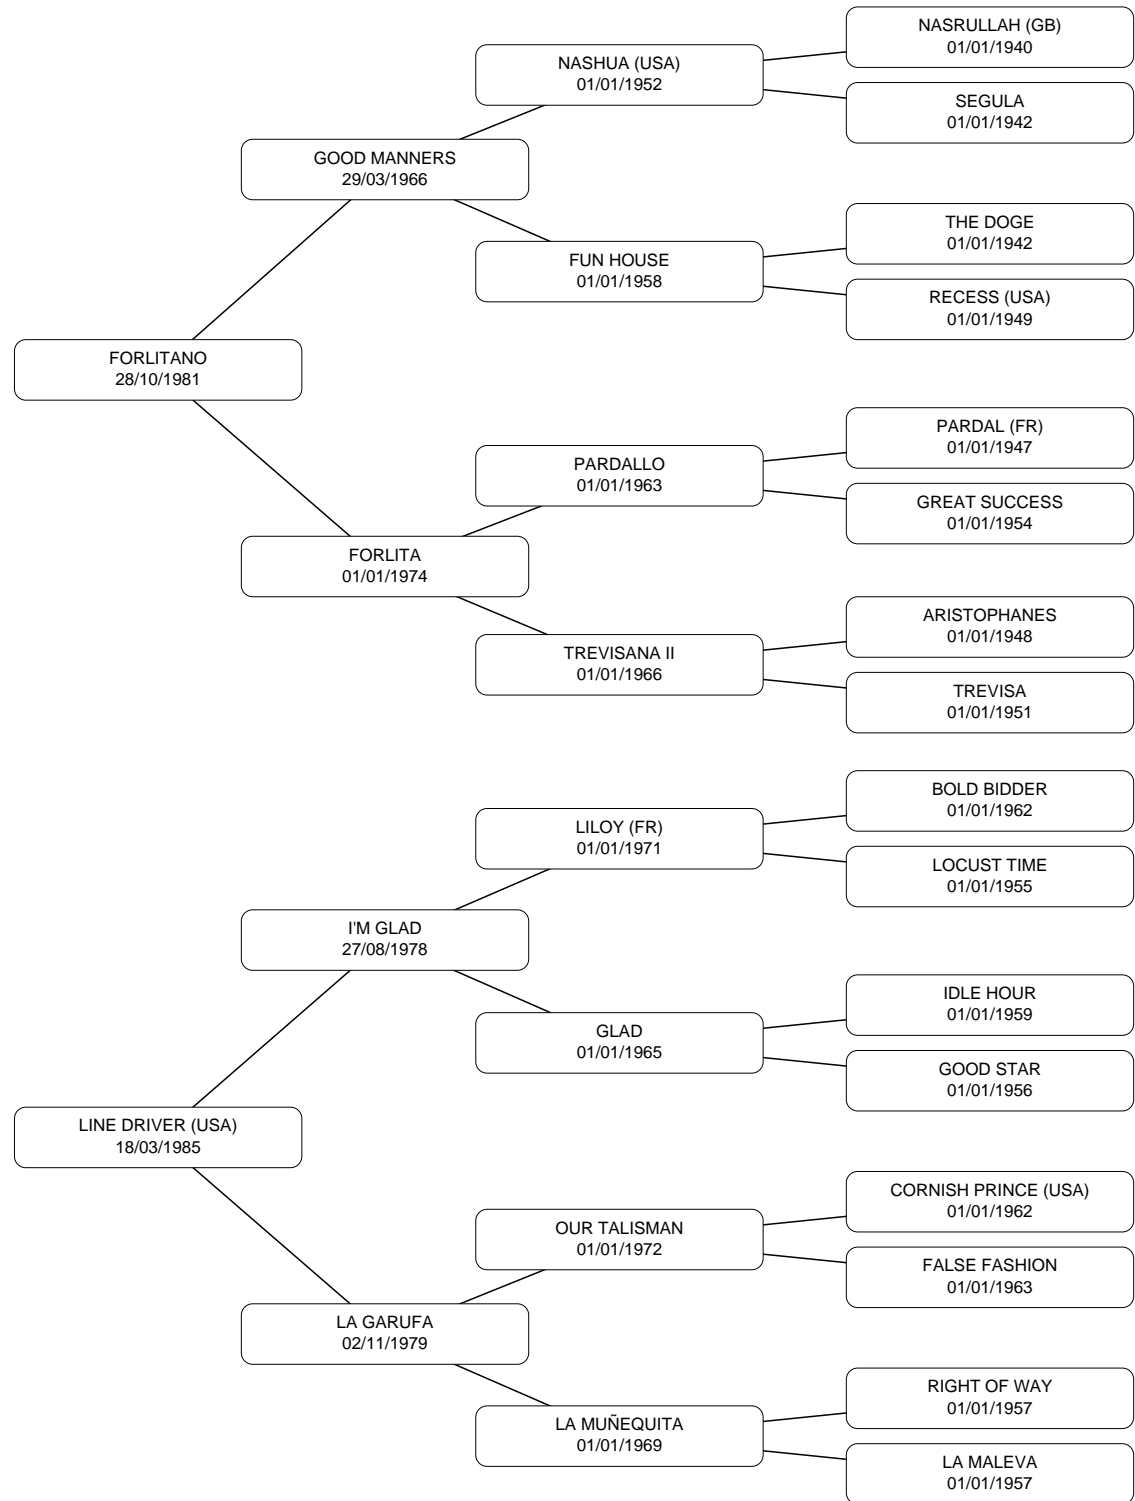 NASRULLAH (GB)
01/01/1940
NASHUA (USA)
01/01/1952
SEGULA
01/01/1942
GOOD MANNERS
29/03/1966
THE DOGE
01/01/1942
FUN HOUSE
01/01/1958
RECESS (USA)
01/01/1949
FORLITANO
28/10/1981
PARDAL (FR)
01/01/1947
PARDALLO
01/01/1963
GREAT SUCCESS
01/01/1954
FORLITA
01/01/1974
ARISTOPHANES
01/01/1948
TREVISANA II
01/01/1966
TREVISA
01/01/1951
BOLD BIDDER
01/01/1962
LILOY (FR)
01/01/1971
LOCUST TIME
01/01/1955
I'M GLAD
27/08/1978
IDLE HOUR
01/01/1959
GLAD
01/01/1965
GOOD STAR
01/01/1956
LINE DRIVER (USA)
18/03/1985
CORNISH PRINCE (USA)
01/01/1962
OUR TALISMAN
01/01/1972
FALSE FASHION
01/01/1963
LA GARUFA
02/11/1979
RIGHT OF WAY
01/01/1957
LA MUÑEQUITA
01/01/1969
LA MALEVA
01/01/1957